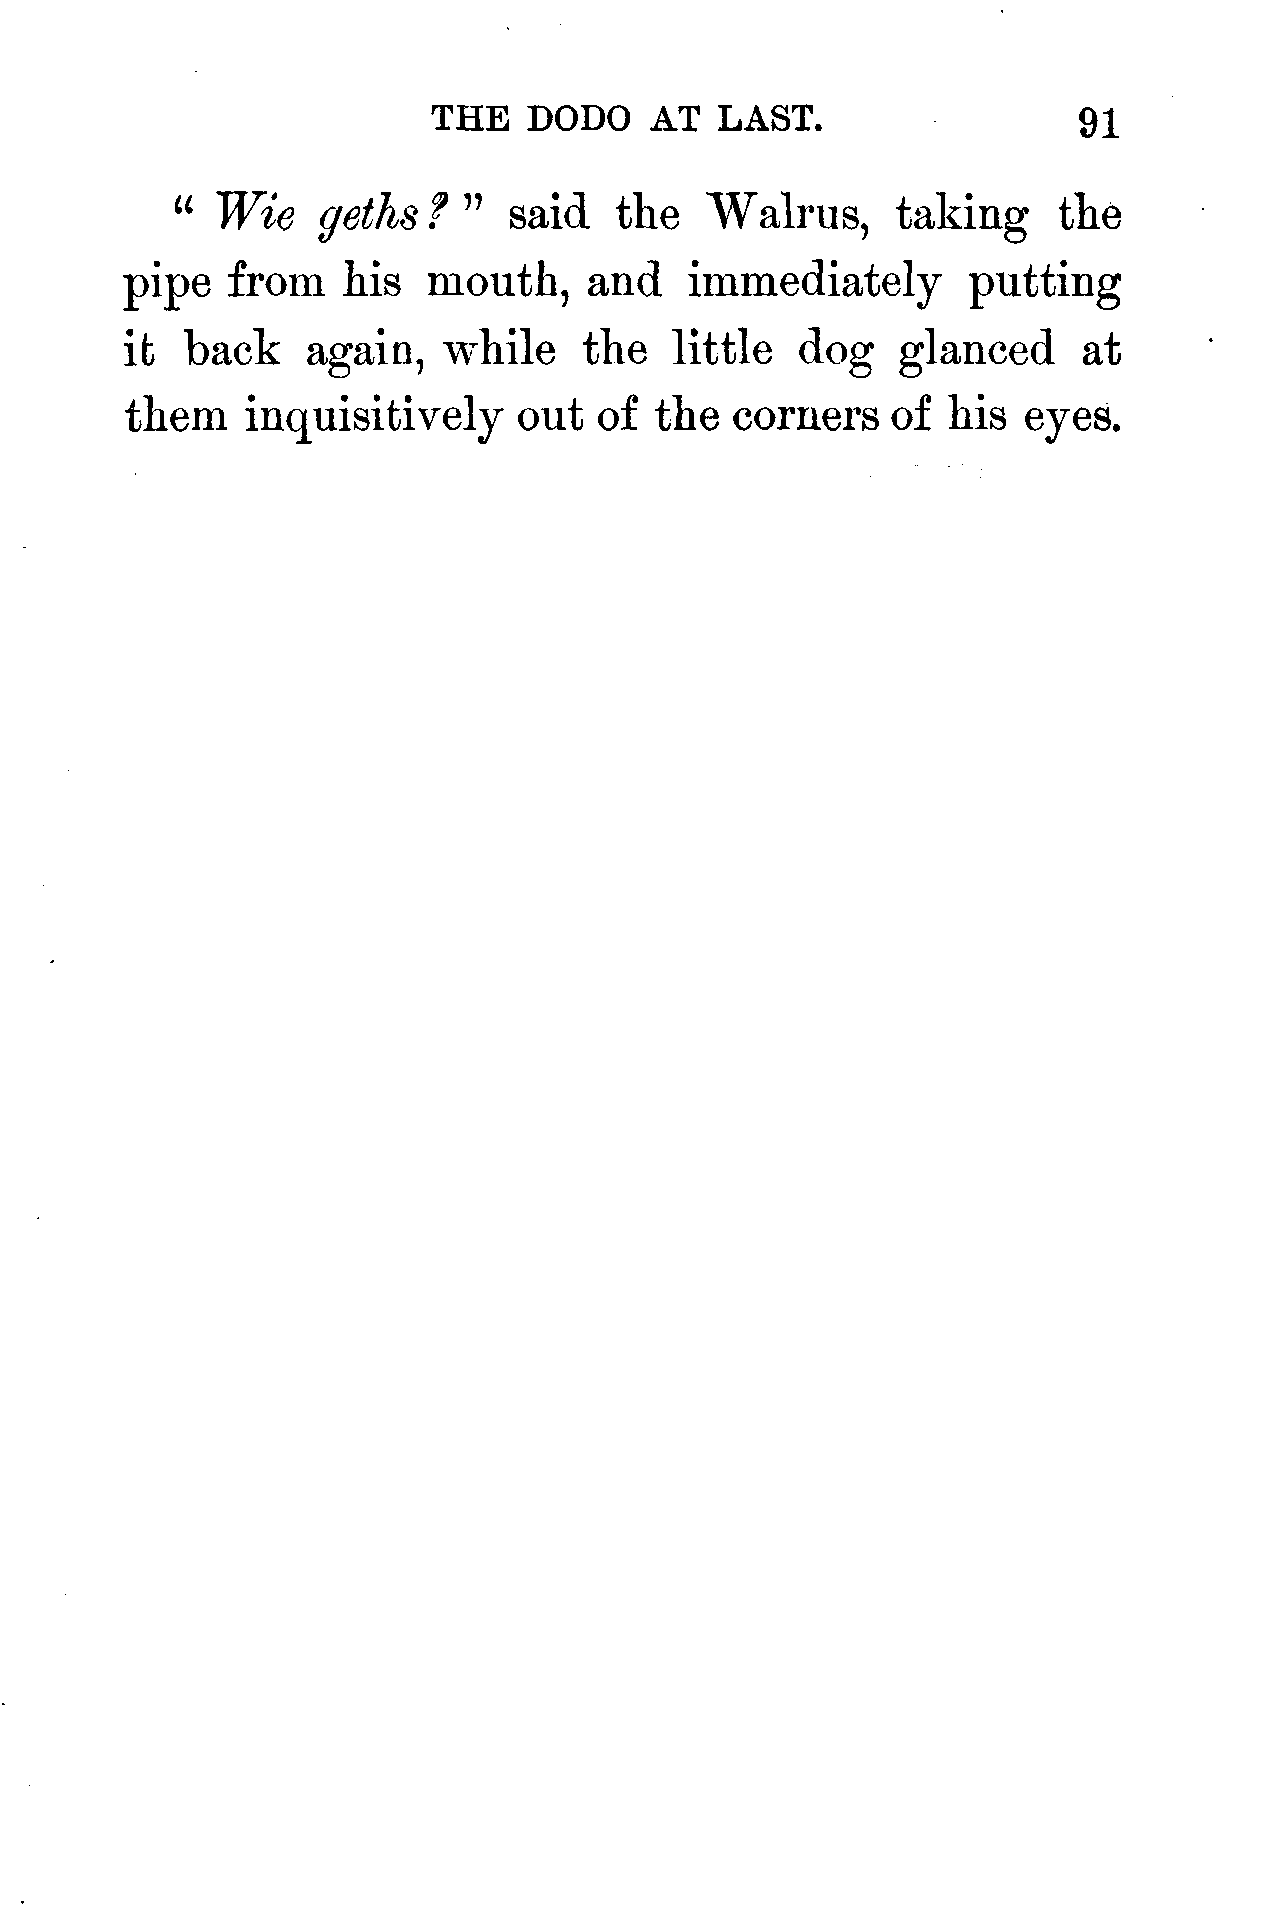 THE DODO AT LAST. 91
" Wie geths? " said the Walrus, taking the
pipe from his mouth, and immediately putting
it back again, while the little dog glanced at
them inquisitively out of the corners of his eyes.